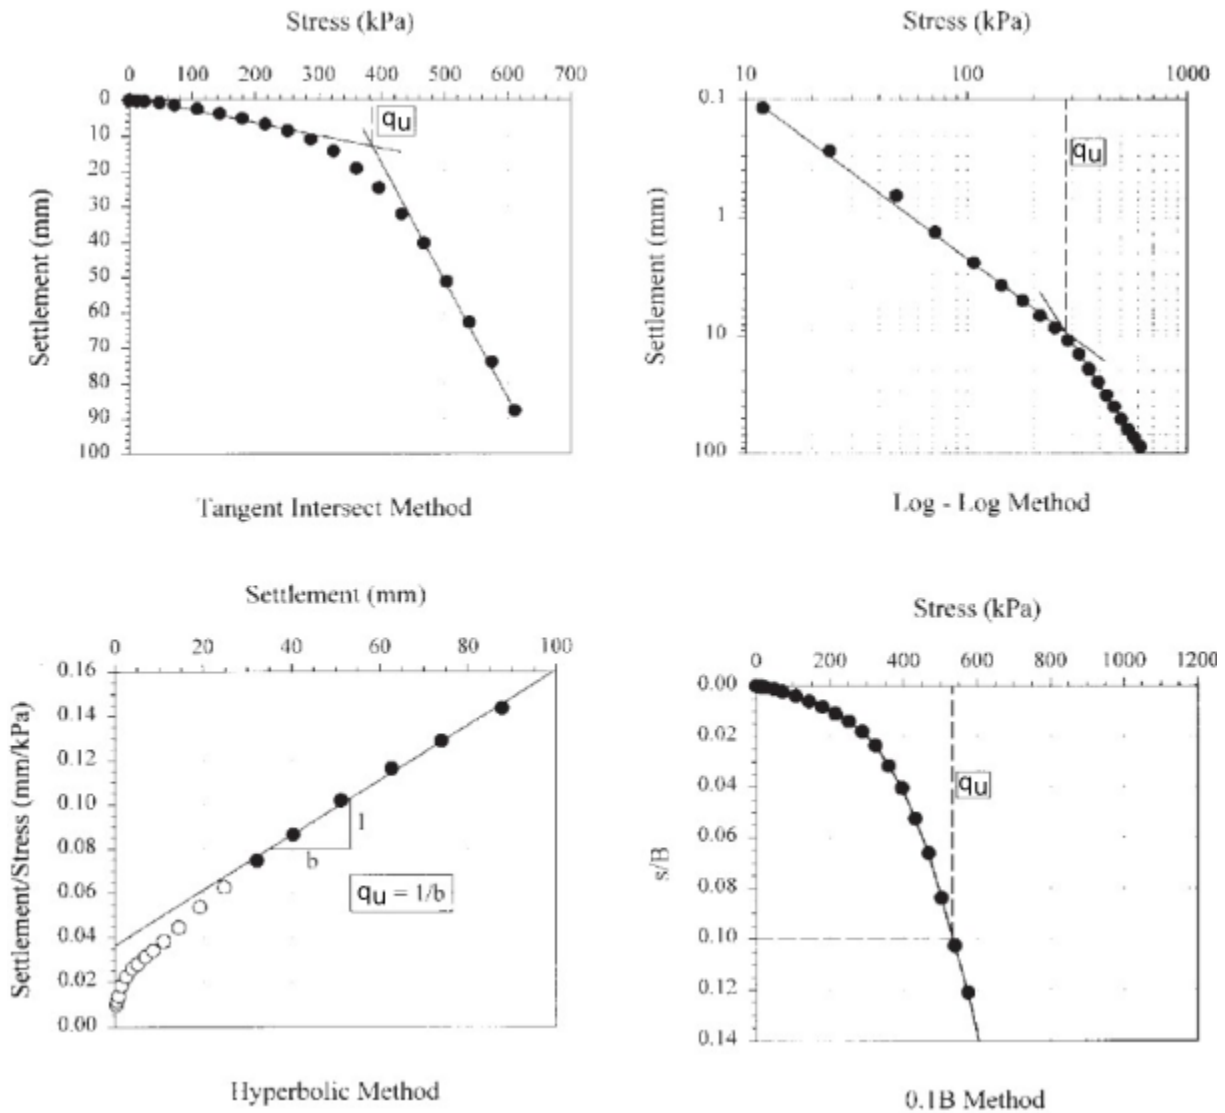 Stress (kPa)
0 100 200 300 400 500 600 700
0
10
20
30
40
50
60
70
80
90
100
Settlement (mm)
qu
Tangent Intersect Method
Stress (kPa)
10 100 1000
0.1
1
10
100
Settlement (mm)
qu
Log - Log Method
Settlement (mm)
0 20 40 60 80 100
0.16
0.14
0.12
0.10
0.08
0.06
0.04
0.02
0.00
Settlement/Stress (mm/kPa)
1
b
qu = 1/b
Hyperbolic Method
Stress (kPa)
0 200 400 600 800 1000 1200
0.00
0.02
0.04
0.06
0.08
0.10
0.12
0.14
s/B
qu
0.1B Method